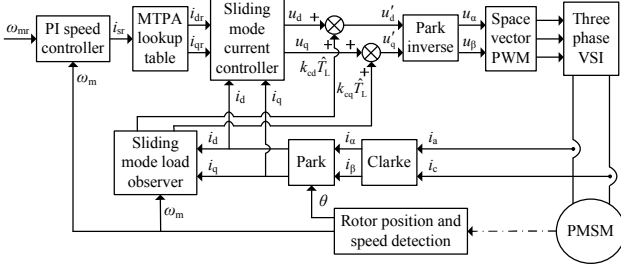 ω_mr
PI speed controller
i_sr
MTPA lookup table
i_dr
i_qr
Sliding mode current controller
u_d
+
+
u′_d
u_q
+
+
u′_q
k_cd T̂_L
k_cq T̂_L
Park inverse
u_α
u_β
Space vector PWM
Three phase VSI
ω_m
i_d
i_q
Sliding mode load observer
i_d
i_q
Park
i_α
i_β
Clarke
i_a
i_c
ω_m
θ
Rotor position and speed detection
PMSM